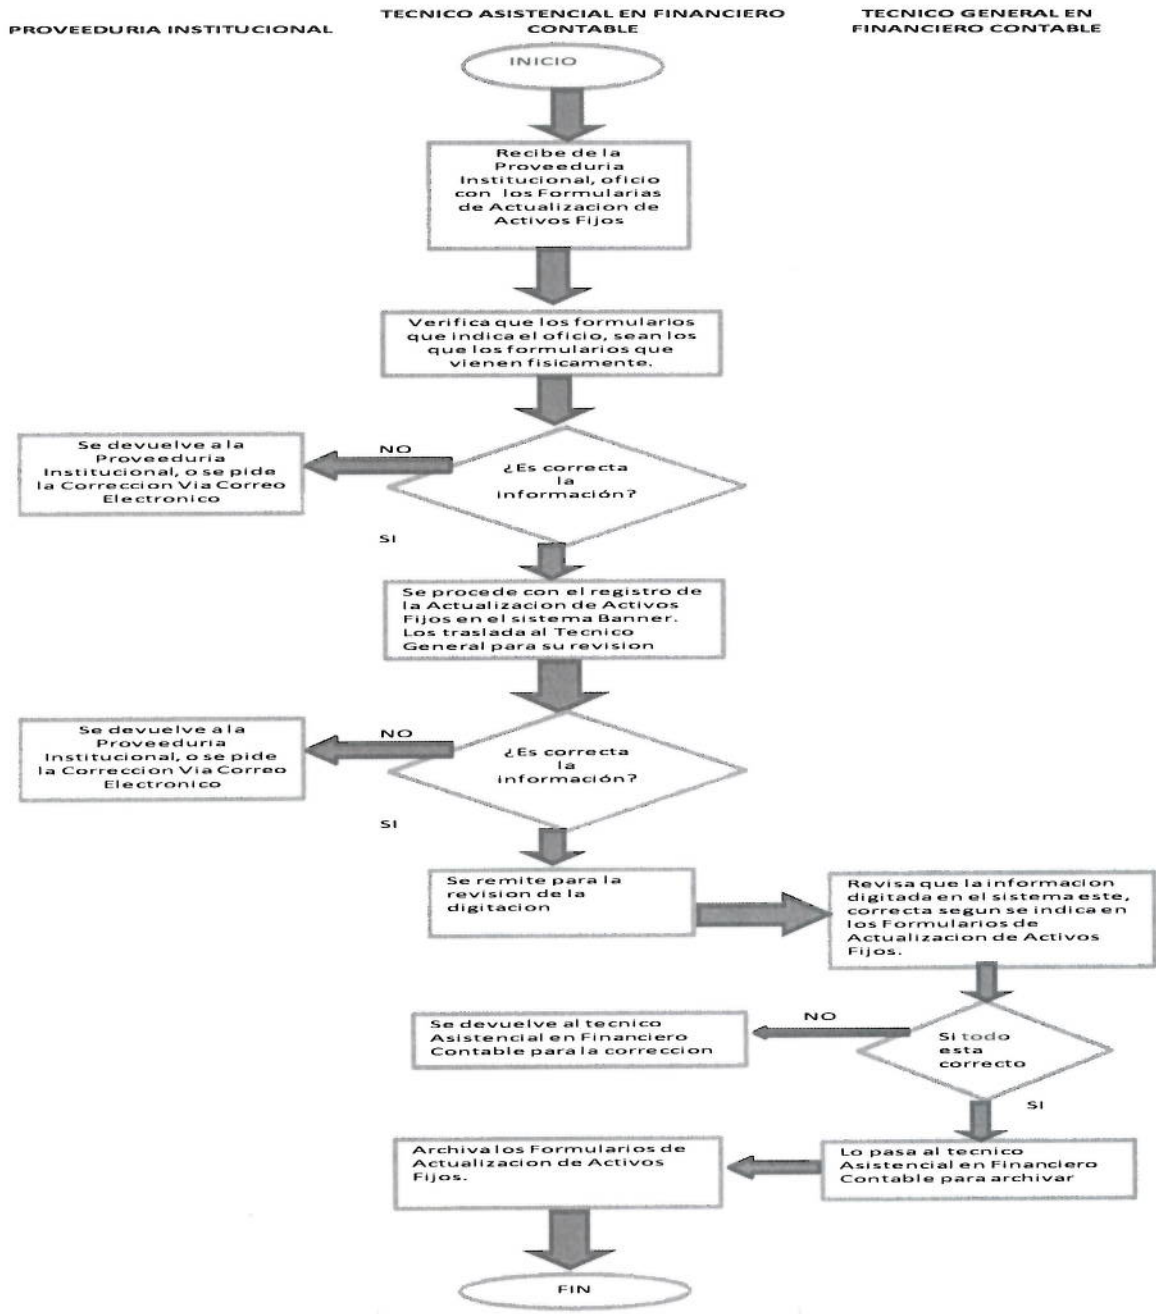 PROVEEDURIA INSTITUCIONAL
TECNICO ASISTENCIAL EN FINANCIERO
CONTABLE
TECNICO GENERAL EN
FINANCIERO CONTABLE
INICIO
Recibe de la
Proveeduria
Institucional, oficio
con los Formularias
de Actualizacion de
Activos Fijos
Verifica que los formularios
que indica el oficio, sean los
que los formularios que
vienen fisicamente.
¿Es correcta
la
información?
NO
Se devuelve a la
Proveeduria
Institucional, o se pide
la Correccion Via Correo
Electronico
SI
Se procede con el registro de
la Actualizacion de Activos
Fijos en el sistema Banner.
Los traslada al Tecnico
General para su revision
¿Es correcta
la
información?
NO
Se devuelve a la
Proveeduria
Institucional, o se pide
la Correccion Via Correo
Electronico
SI
Se remite para la
revision de la
digitacion
Revisa que la informacion
digitada en el sistema este,
correcta segun se indica en
los Formularios de
Actualizacion de Activos
Fijos.
Si todo
esta
correcto
NO
Se devuelve al tecnico
Asistencial en Financiero
Contable para la correccion
SI
Lo pasa al tecnico
Asistencial en Financiero
Contable para archivar
Archiva los Formularios de
Actualizacion de Activos
Fijos.
FIN